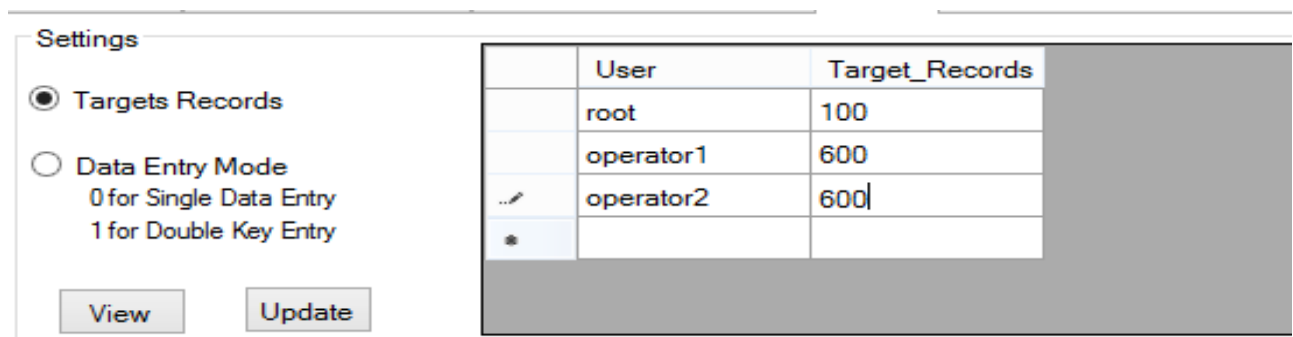 Settings
Targets Records
Data Entry Mode
0 for Single Data Entry
1 for Double Key Entry
View Update
User Target_Records
root 100
operator1 600
operator2 600